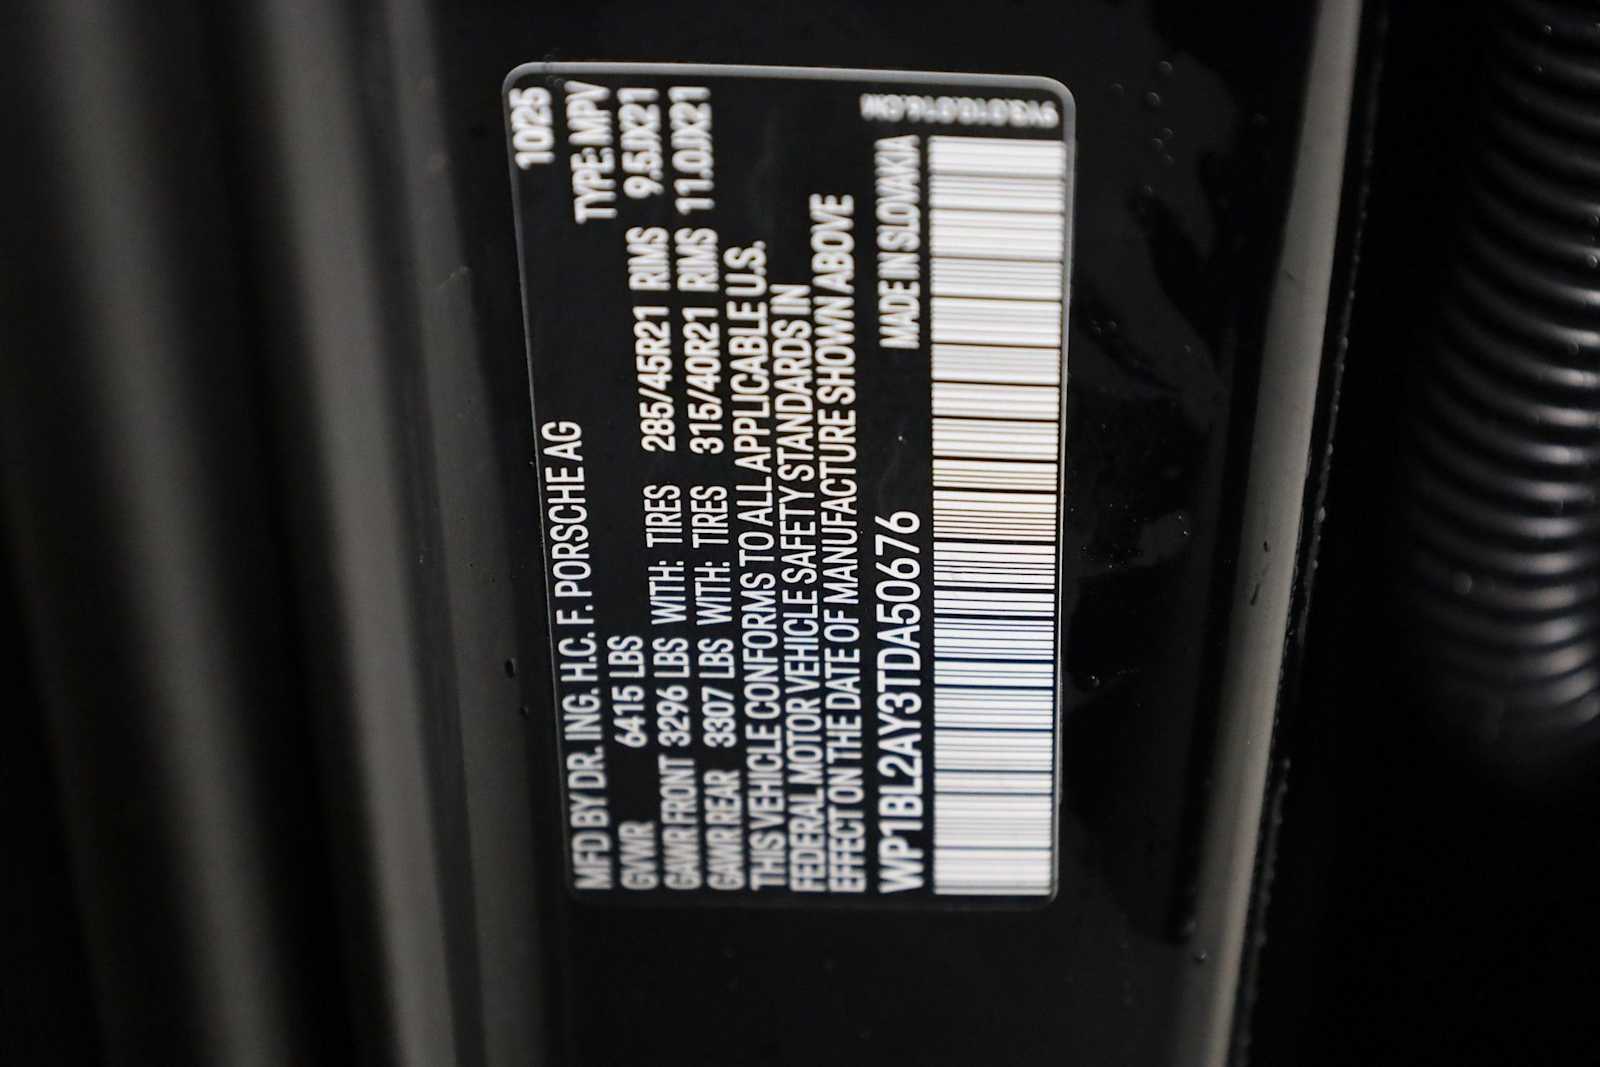 10/25
MFD BY DR. ING. H.C. F. PORSCHE AG TYPE: MPV
GVWR 6415 LBS
GAWR FRONT 3296 LBS WITH: TIRES 285/45R21 RIMS 9.5JX21
GAWR REAR 3307 LBS WITH: TIRES 315/40R21 RIMS 11.0JX21
THIS VEHICLE CONFORMS TO ALL APPLICABLE U.S.
FEDERAL MOTOR VEHICLE SAFETY STANDARDS IN
EFFECT ON THE DATE OF MANUFACTURE SHOWN ABOVE
WP1BL2AY3TDA50676 MADE IN SLOVAKIA